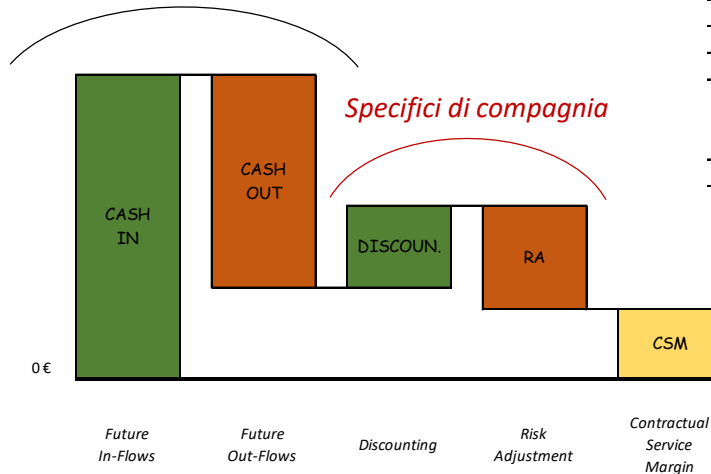 Specifici di compagnia
CASH
IN
CASH
OUT
DISCOUN.
RA
CSM
0 €
Future
In-Flows
Future
Out-Flows
Discounting
Risk
Adjustment
Contractual
Service
Margin